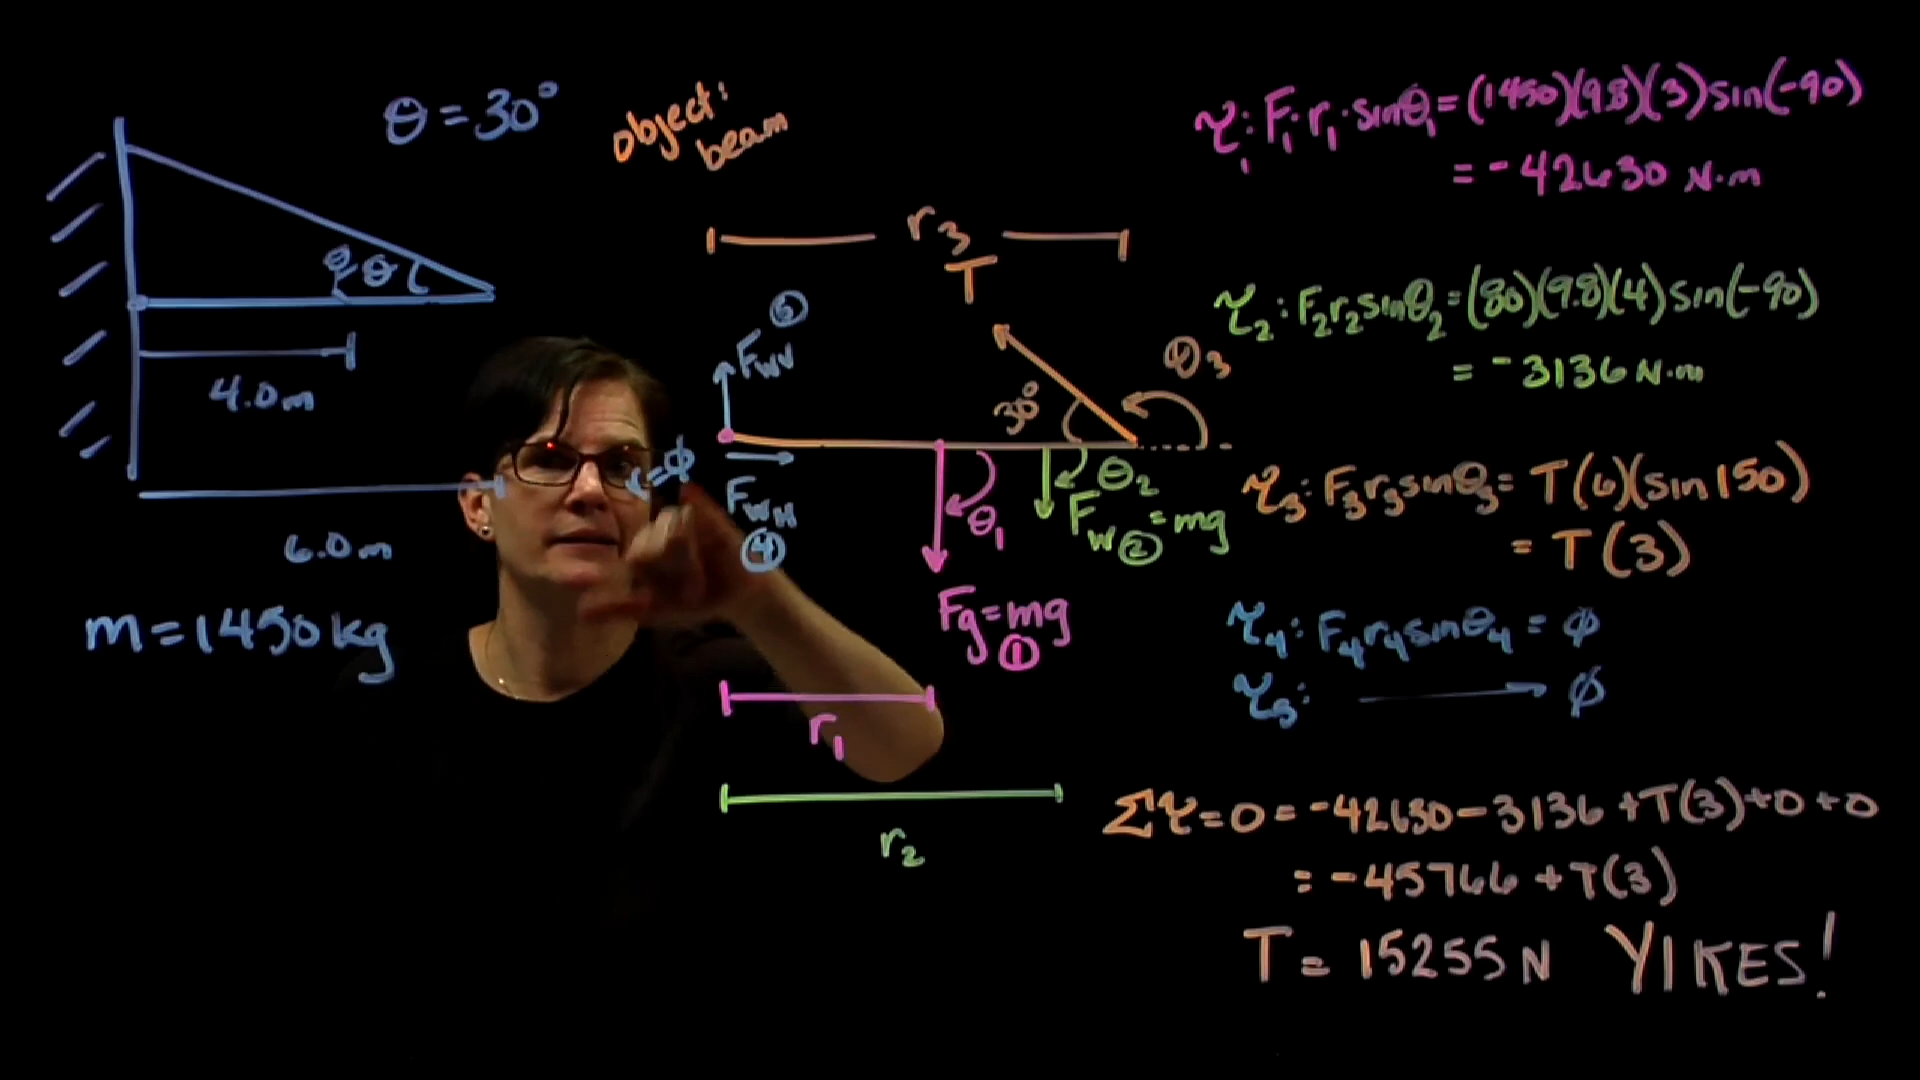 θ = 30°
object:
beam
θ
4.0m
6.0m
m = 1450 kg
r₃
T
⑤
F_WV
30°
θ₃
=ϕ
F_WH
④
θ₁
θ₂
F_W② = mg
Fg = mg
①
r₁
r₂
τ₁: F₁·r₁·sinθ₁ = (1450)(9.8)(3)sin(-90)
= -42630 N·m
τ₂: F₂r₂sinθ₂ = (80)(9.8)(4)sin(-90)
= -3136 N·m
τ₃: F₃r₃sinθ₃ = T(6)(sin150)
= T(3)
τ₄: F₄r₄sinθ₄ = ϕ
τ₅: ⟶ ϕ
Στ = 0 = -42630 - 3136 + T(3) + 0 + 0
= -45766 + T(3)
T = 15255 N YIKES!